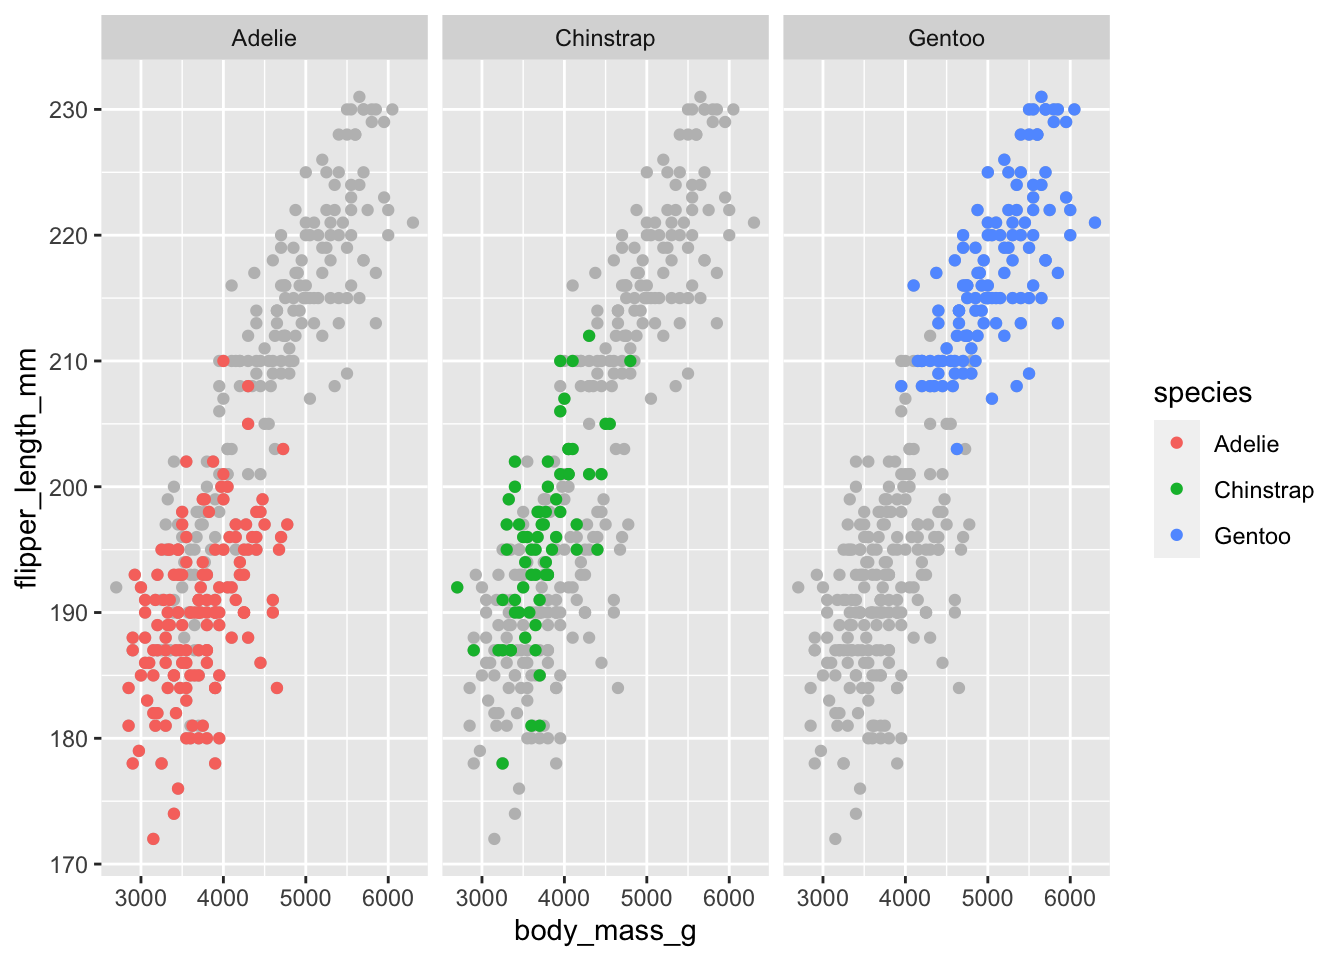 Adelie Chinstrap Gentoo
230
220
210
200
190
180
170
flipper_length_mm
3000 4000 5000 6000 3000 4000 5000 6000 3000 4000 5000 6000
body_mass_g
species
Adelie
Chinstrap
Gentoo